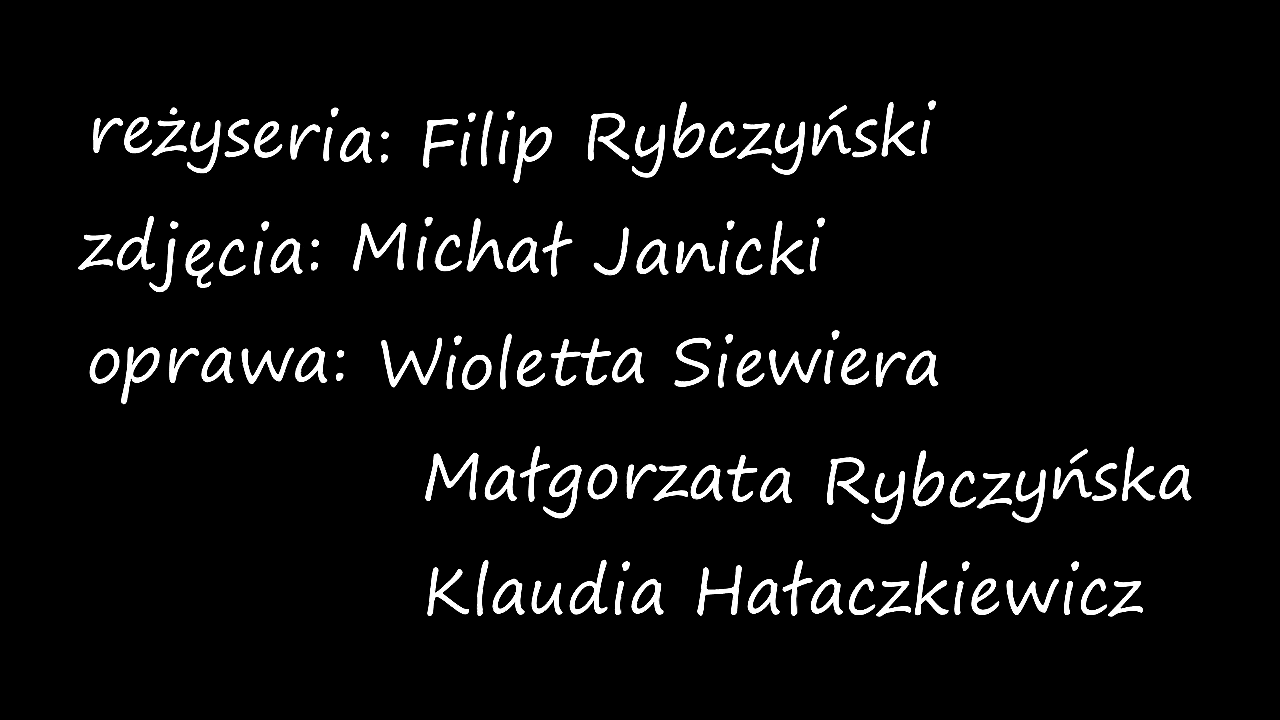 reżyseria: Filip Rybczyński
zdjęcia: Michał Janicki
oprawa: Wioletta Siewiera
Małgorzata Rybczyńska
Klaudia Hałaczkiewicz